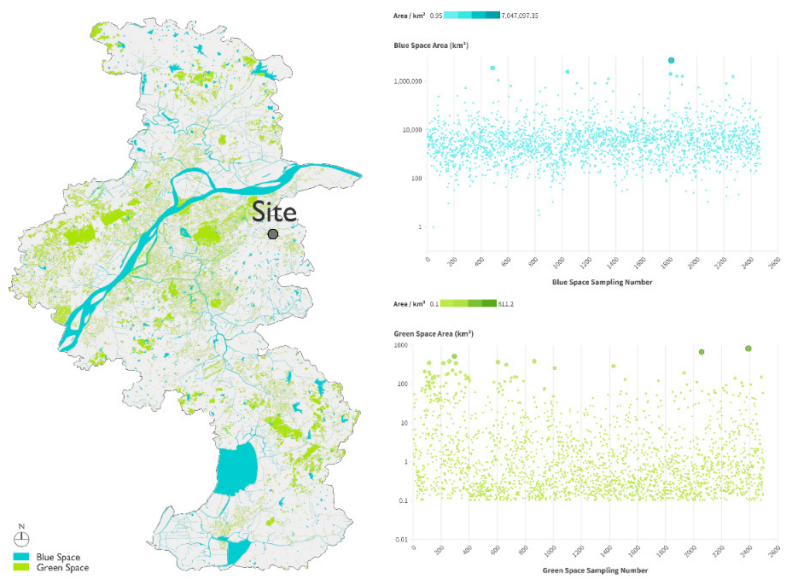 Site
N
Blue Space
Green Space
Area / km² 0.95 7,047,097.35
Blue Space Area (km²)
1,000,000
10,000
100
1
0 200 400 600 800 1000 1200 1400 1600 1800 2000 2200 2400 2600
Blue Space Sampling Number
Area / km² 0.1 811.2
Green Space Area (km²)
1000
100
10
1
0.1
0.01
0 200 400 600 800 1000 1200 1400 1600 1800 2000 2200 2400 2600
Green Space Sampling Number